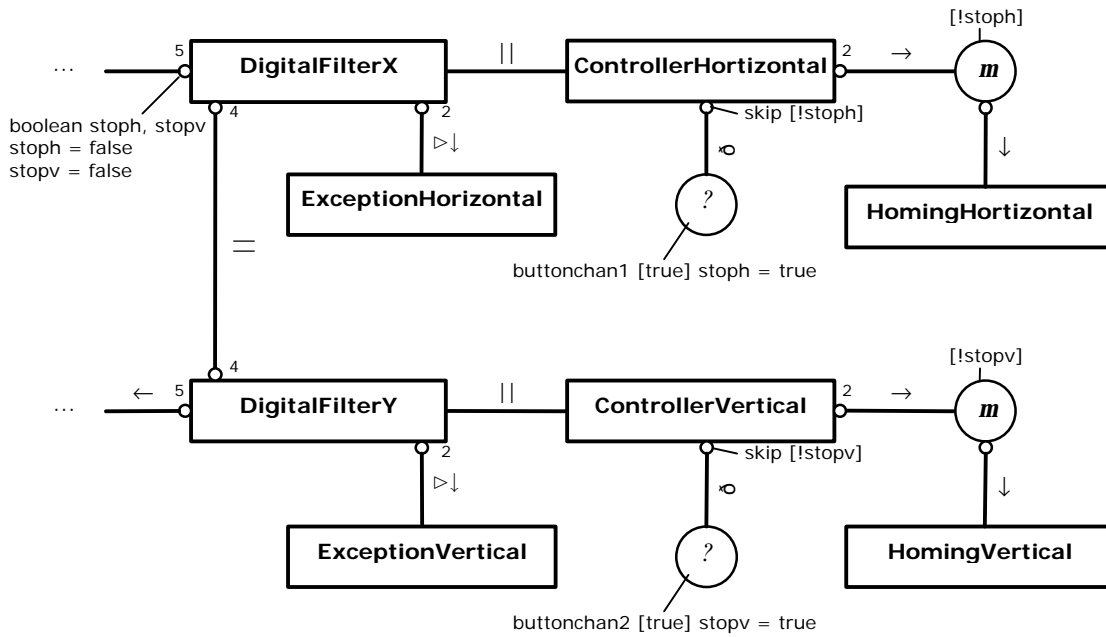 [!stoph]
5
2
... DigitalFilterX || ControllerHortizontal → m
4
2
boolean stoph, stopv
stoph = false
stopv = false
skip [!stoph]
▷↓
↓
ExceptionHorizontal
?
HomingHortizontal
=
buttonchan1 [true] stoph = true
[!stopv]
4
5
2
... ← DigitalFilterY || ControllerVertical → m
2
skip [!stopv]
▷↓
↓
ExceptionVertical
?
HomingVertical
buttonchan2 [true] stopv = true